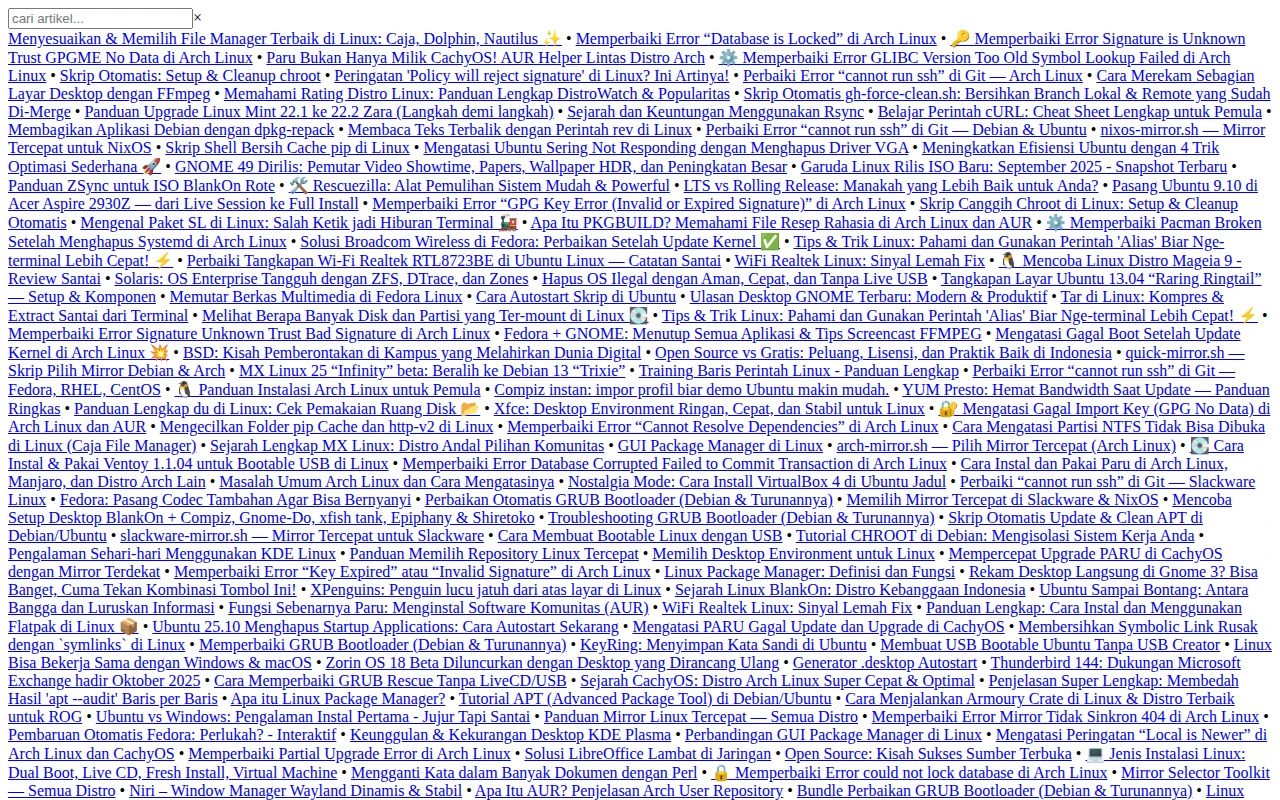 cari artikel... ×
Menyesuaikan & Memilih File Manager Terbaik di Linux: Caja, Dolphin, Nautilus ✨ • Memperbaiki Error “Database is Locked” di Arch Linux • 🔑 Memperbaiki Error Signature is Unknown
Trust GPGME No Data di Arch Linux • Paru Bukan Hanya Milik CachyOS! AUR Helper Lintas Distro Arch • ⚙️ Memperbaiki Error GLIBC Version Too Old Symbol Lookup Failed di Arch
Linux • Skrip Otomatis: Setup & Cleanup chroot • Peringatan 'Policy will reject signature' di Linux? Ini Artinya! • Perbaiki Error “cannot run ssh” di Git — Arch Linux • Cara Merekam Sebagian
Layar Desktop dengan FFmpeg • Memahami Rating Distro Linux: Panduan Lengkap DistroWatch & Popularitas • Skrip Otomatis gh-force-clean.sh: Bersihkan Branch Lokal & Remote yang Sudah
Di-Merge • Panduan Upgrade Linux Mint 22.1 ke 22.2 Zara (Langkah demi langkah) • Sejarah dan Keuntungan Menggunakan Rsync • Belajar Perintah cURL: Cheat Sheet Lengkap untuk Pemula •
Membagikan Aplikasi Debian dengan dpkg-repack • Membaca Teks Terbalik dengan Perintah rev di Linux • Perbaiki Error “cannot run ssh” di Git — Debian & Ubuntu • nixos-mirror.sh — Mirror
Tercepat untuk NixOS • Skrip Shell Bersih Cache pip di Linux • Mengatasi Ubuntu Sering Not Responding dengan Menghapus Driver VGA • Meningkatkan Efisiensi Ubuntu dengan 4 Trik
Optimasi Sederhana 🚀 • GNOME 49 Dirilis: Pemutar Video Showtime, Papers, Wallpaper HDR, dan Peningkatan Besar • Garuda Linux Rilis ISO Baru: September 2025 - Snapshot Terbaru •
Panduan ZSync untuk ISO BlankOn Rote • 🛠️ Rescuezilla: Alat Pemulihan Sistem Mudah & Powerful • LTS vs Rolling Release: Manakah yang Lebih Baik untuk Anda? • Pasang Ubuntu 9.10 di
Acer Aspire 2930Z — dari Live Session ke Full Install • Memperbaiki Error “GPG Key Error (Invalid or Expired Signature)” di Arch Linux • Skrip Canggih Chroot di Linux: Setup & Cleanup
Otomatis • Mengenal Paket SL di Linux: Salah Ketik jadi Hiburan Terminal 🚂 • Apa Itu PKGBUILD? Memahami File Resep Rahasia di Arch Linux dan AUR • ⚙️ Memperbaiki Pacman Broken
Setelah Menghapus Systemd di Arch Linux • Solusi Broadcom Wireless di Fedora: Perbaikan Setelah Update Kernel ✅ • Tips & Trik Linux: Pahami dan Gunakan Perintah 'Alias' Biar Nge-
terminal Lebih Cepat! ⚡ • Perbaiki Tangkapan Wi-Fi Realtek RTL8723BE di Ubuntu Linux — Catatan Santai • WiFi Realtek Linux: Sinyal Lemah Fix • 🐧 Mencoba Linux Distro Mageia 9 -
Review Santai • Solaris: OS Enterprise Tangguh dengan ZFS, DTrace, dan Zones • Hapus OS Ilegal dengan Aman, Cepat, dan Tanpa Live USB • Tangkapan Layar Ubuntu 13.04 “Raring Ringtail”
— Setup & Komponen • Memutar Berkas Multimedia di Fedora Linux • Cara Autostart Skrip di Ubuntu • Ulasan Desktop GNOME Terbaru: Modern & Produktif • Tar di Linux: Kompres &
Extract Santai dari Terminal • Melihat Berapa Banyak Disk dan Partisi yang Ter-mount di Linux 💽 • Tips & Trik Linux: Pahami dan Gunakan Perintah 'Alias' Biar Nge-terminal Lebih Cepat! ⚡ •
Memperbaiki Error Signature Unknown Trust Bad Signature di Arch Linux • Fedora + GNOME: Menutup Semua Aplikasi & Tips Screencast FFMPEG • Mengatasi Gagal Boot Setelah Update
Kernel di Arch Linux 💥 • BSD: Kisah Pemberontakan di Kampus yang Melahirkan Dunia Digital • Open Source vs Gratis: Peluang, Lisensi, dan Praktik Baik di Indonesia • quick-mirror.sh —
Skrip Pilih Mirror Debian & Arch • MX Linux 25 “Infinity” beta: Beralih ke Debian 13 “Trixie” • Training Baris Perintah Linux - Panduan Lengkap • Perbaiki Error “cannot run ssh” di Git —
Fedora, RHEL, CentOS • 🐧 Panduan Instalasi Arch Linux untuk Pemula • Compiz instan: impor profil biar demo Ubuntu makin mudah. • YUM Presto: Hemat Bandwidth Saat Update — Panduan
Ringkas • Panduan Lengkap du di Linux: Cek Pemakaian Ruang Disk 📂 • Xfce: Desktop Environment Ringan, Cepat, dan Stabil untuk Linux • 🔐 Mengatasi Gagal Import Key (GPG No Data) di
Arch Linux dan AUR • Mengecilkan Folder pip Cache dan http-v2 di Linux • Memperbaiki Error “Cannot Resolve Dependencies” di Arch Linux • Cara Mengatasi Partisi NTFS Tidak Bisa Dibuka
di Linux (Caja File Manager) • Sejarah Lengkap MX Linux: Distro Andal Pilihan Komunitas • GUI Package Manager di Linux • arch-mirror.sh — Pilih Mirror Tercepat (Arch Linux) • 💽 Cara
Instal & Pakai Ventoy 1.1.04 untuk Bootable USB di Linux • Memperbaiki Error Database Corrupted Failed to Commit Transaction di Arch Linux • Cara Instal dan Pakai Paru di Arch Linux,
Manjaro, dan Distro Arch Lain • Masalah Umum Arch Linux dan Cara Mengatasinya • Nostalgia Mode: Cara Install VirtualBox 4 di Ubuntu Jadul • Perbaiki “cannot run ssh” di Git — Slackware
Linux • Fedora: Pasang Codec Tambahan Agar Bisa Bernyanyi • Perbaikan Otomatis GRUB Bootloader (Debian & Turunannya) • Memilih Mirror Tercepat di Slackware & NixOS • Mencoba
Setup Desktop BlankOn + Compiz, Gnome-Do, xfish tank, Epiphany & Shiretoko • Troubleshooting GRUB Bootloader (Debian & Turunannya) • Skrip Otomatis Update & Clean APT di
Debian/Ubuntu • slackware-mirror.sh — Mirror Tercepat untuk Slackware • Cara Membuat Bootable Linux dengan USB • Tutorial CHROOT di Debian: Mengisolasi Sistem Kerja Anda •
Pengalaman Sehari-hari Menggunakan KDE Linux • Panduan Memilih Repository Linux Tercepat • Memilih Desktop Environment untuk Linux • Mempercepat Upgrade PARU di CachyOS
dengan Mirror Terdekat • Memperbaiki Error “Key Expired” atau “Invalid Signature” di Arch Linux • Linux Package Manager: Definisi dan Fungsi • Rekam Desktop Langsung di Gnome 3? Bisa
Banget, Cuma Tekan Kombinasi Tombol Ini! • XPenguins: Penguin lucu jatuh dari atas layar di Linux • Sejarah Linux BlankOn: Distro Kebanggaan Indonesia • Ubuntu Sampai Bontang: Antara
Bangga dan Luruskan Informasi • Fungsi Sebenarnya Paru: Menginstal Software Komunitas (AUR) • WiFi Realtek Linux: Sinyal Lemah Fix • Panduan Lengkap: Cara Instal dan Menggunakan
Flatpak di Linux 📦 • Ubuntu 25.10 Menghapus Startup Applications: Cara Autostart Sekarang • Mengatasi PARU Gagal Update dan Upgrade di CachyOS • Membersihkan Symbolic Link Rusak
dengan `symlinks` di Linux • Memperbaiki GRUB Bootloader (Debian & Turunannya) • KeyRing: Menyimpan Kata Sandi di Ubuntu • Membuat USB Bootable Ubuntu Tanpa USB Creator • Linux
Bisa Bekerja Sama dengan Windows & macOS • Zorin OS 18 Beta Diluncurkan dengan Desktop yang Dirancang Ulang • Generator .desktop Autostart • Thunderbird 144: Dukungan Microsoft
Exchange hadir Oktober 2025 • Cara Memperbaiki GRUB Rescue Tanpa LiveCD/USB • Sejarah CachyOS: Distro Arch Linux Super Cepat & Optimal • Penjelasan Super Lengkap: Membedah
Hasil 'apt --audit' Baris per Baris • Apa itu Linux Package Manager? • Tutorial APT (Advanced Package Tool) di Debian/Ubuntu • Cara Menjalankan Armoury Crate di Linux & Distro Terbaik
untuk ROG • Ubuntu vs Windows: Pengalaman Instal Pertama - Jujur Tapi Santai • Panduan Mirror Linux Tercepat — Semua Distro • Memperbaiki Error Mirror Tidak Sinkron 404 di Arch Linux •
Pembaruan Otomatis Fedora: Perlukah? - Interaktif • Keunggulan & Kekurangan Desktop KDE Plasma • Perbandingan GUI Package Manager di Linux • Mengatasi Peringatan “Local is Newer” di
Arch Linux dan CachyOS • Memperbaiki Partial Upgrade Error di Arch Linux • Solusi LibreOffice Lambat di Jaringan • Open Source: Kisah Sukses Sumber Terbuka • 💻 Jenis Instalasi Linux:
Dual Boot, Live CD, Fresh Install, Virtual Machine • Mengganti Kata dalam Banyak Dokumen dengan Perl • 🔒 Memperbaiki Error could not lock database di Arch Linux • Mirror Selector Toolkit
— Semua Distro • Niri – Window Manager Wayland Dinamis & Stabil • Apa Itu AUR? Penjelasan Arch User Repository • Bundle Perbaikan GRUB Bootloader (Debian & Turunannya) • Linux